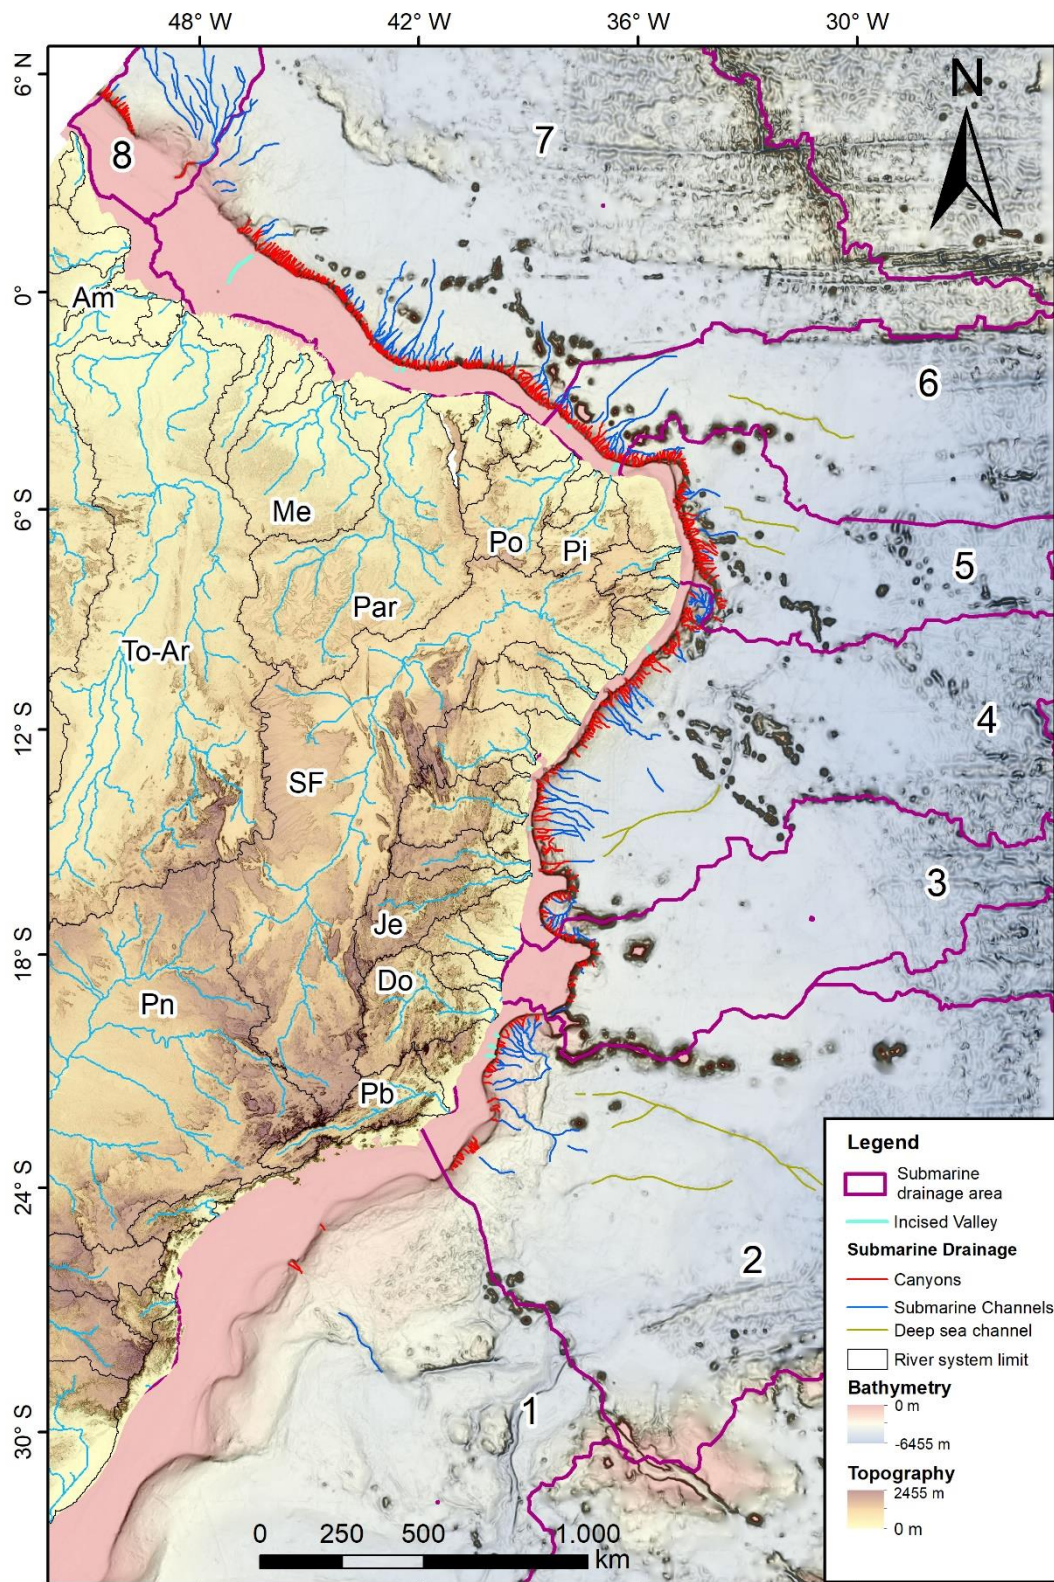 48° W 42° W 36° W 30° W
6° N
N
7
8
0°
Am
6
Me
6° S
Po
Pi
5
Par
To-Ar
4
12° S
SF
3
Je
18° S
Do
Pn
Pb
24° S
2
1
30° S
0 250 500 1.000
km
Legend
Submarine
drainage area
Incised Valley
Submarine Drainage
Canyons
Submarine Channels
Deep sea channel
River system limit
Bathymetry
0 m
-6455 m
Topography
2455 m
0 m